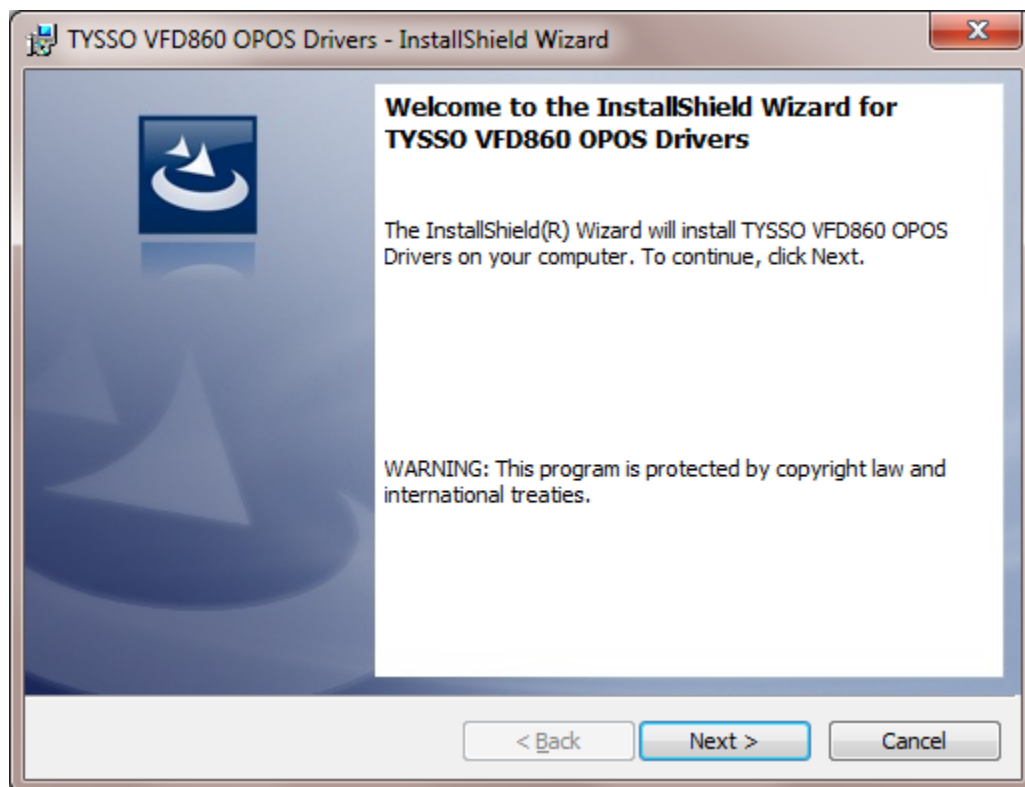 TYSSO VFD860 OPOS Drivers - InstallShield Wizard
Welcome to the InstallShield Wizard for
TYSSO VFD860 OPOS Drivers
The InstallShield(R) Wizard will install TYSSO VFD860 OPOS
Drivers on your computer. To continue, click Next.
WARNING: This program is protected by copyright law and
international treaties.
< Back
Next >
Cancel